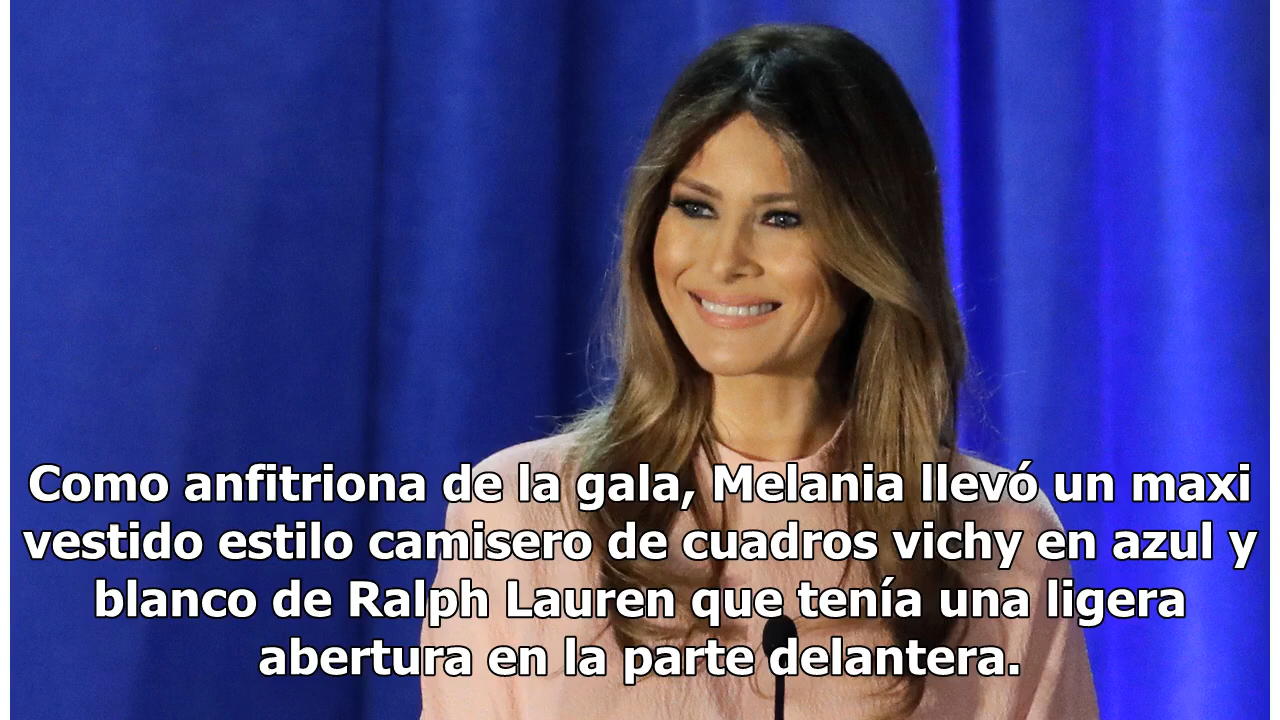 Como anfitriona de la gala, Melania llevó un maxi
vestido estilo camisero de cuadros vichy en azul y
blanco de Ralph Lauren que tenía una ligera
abertura en la parte delantera.